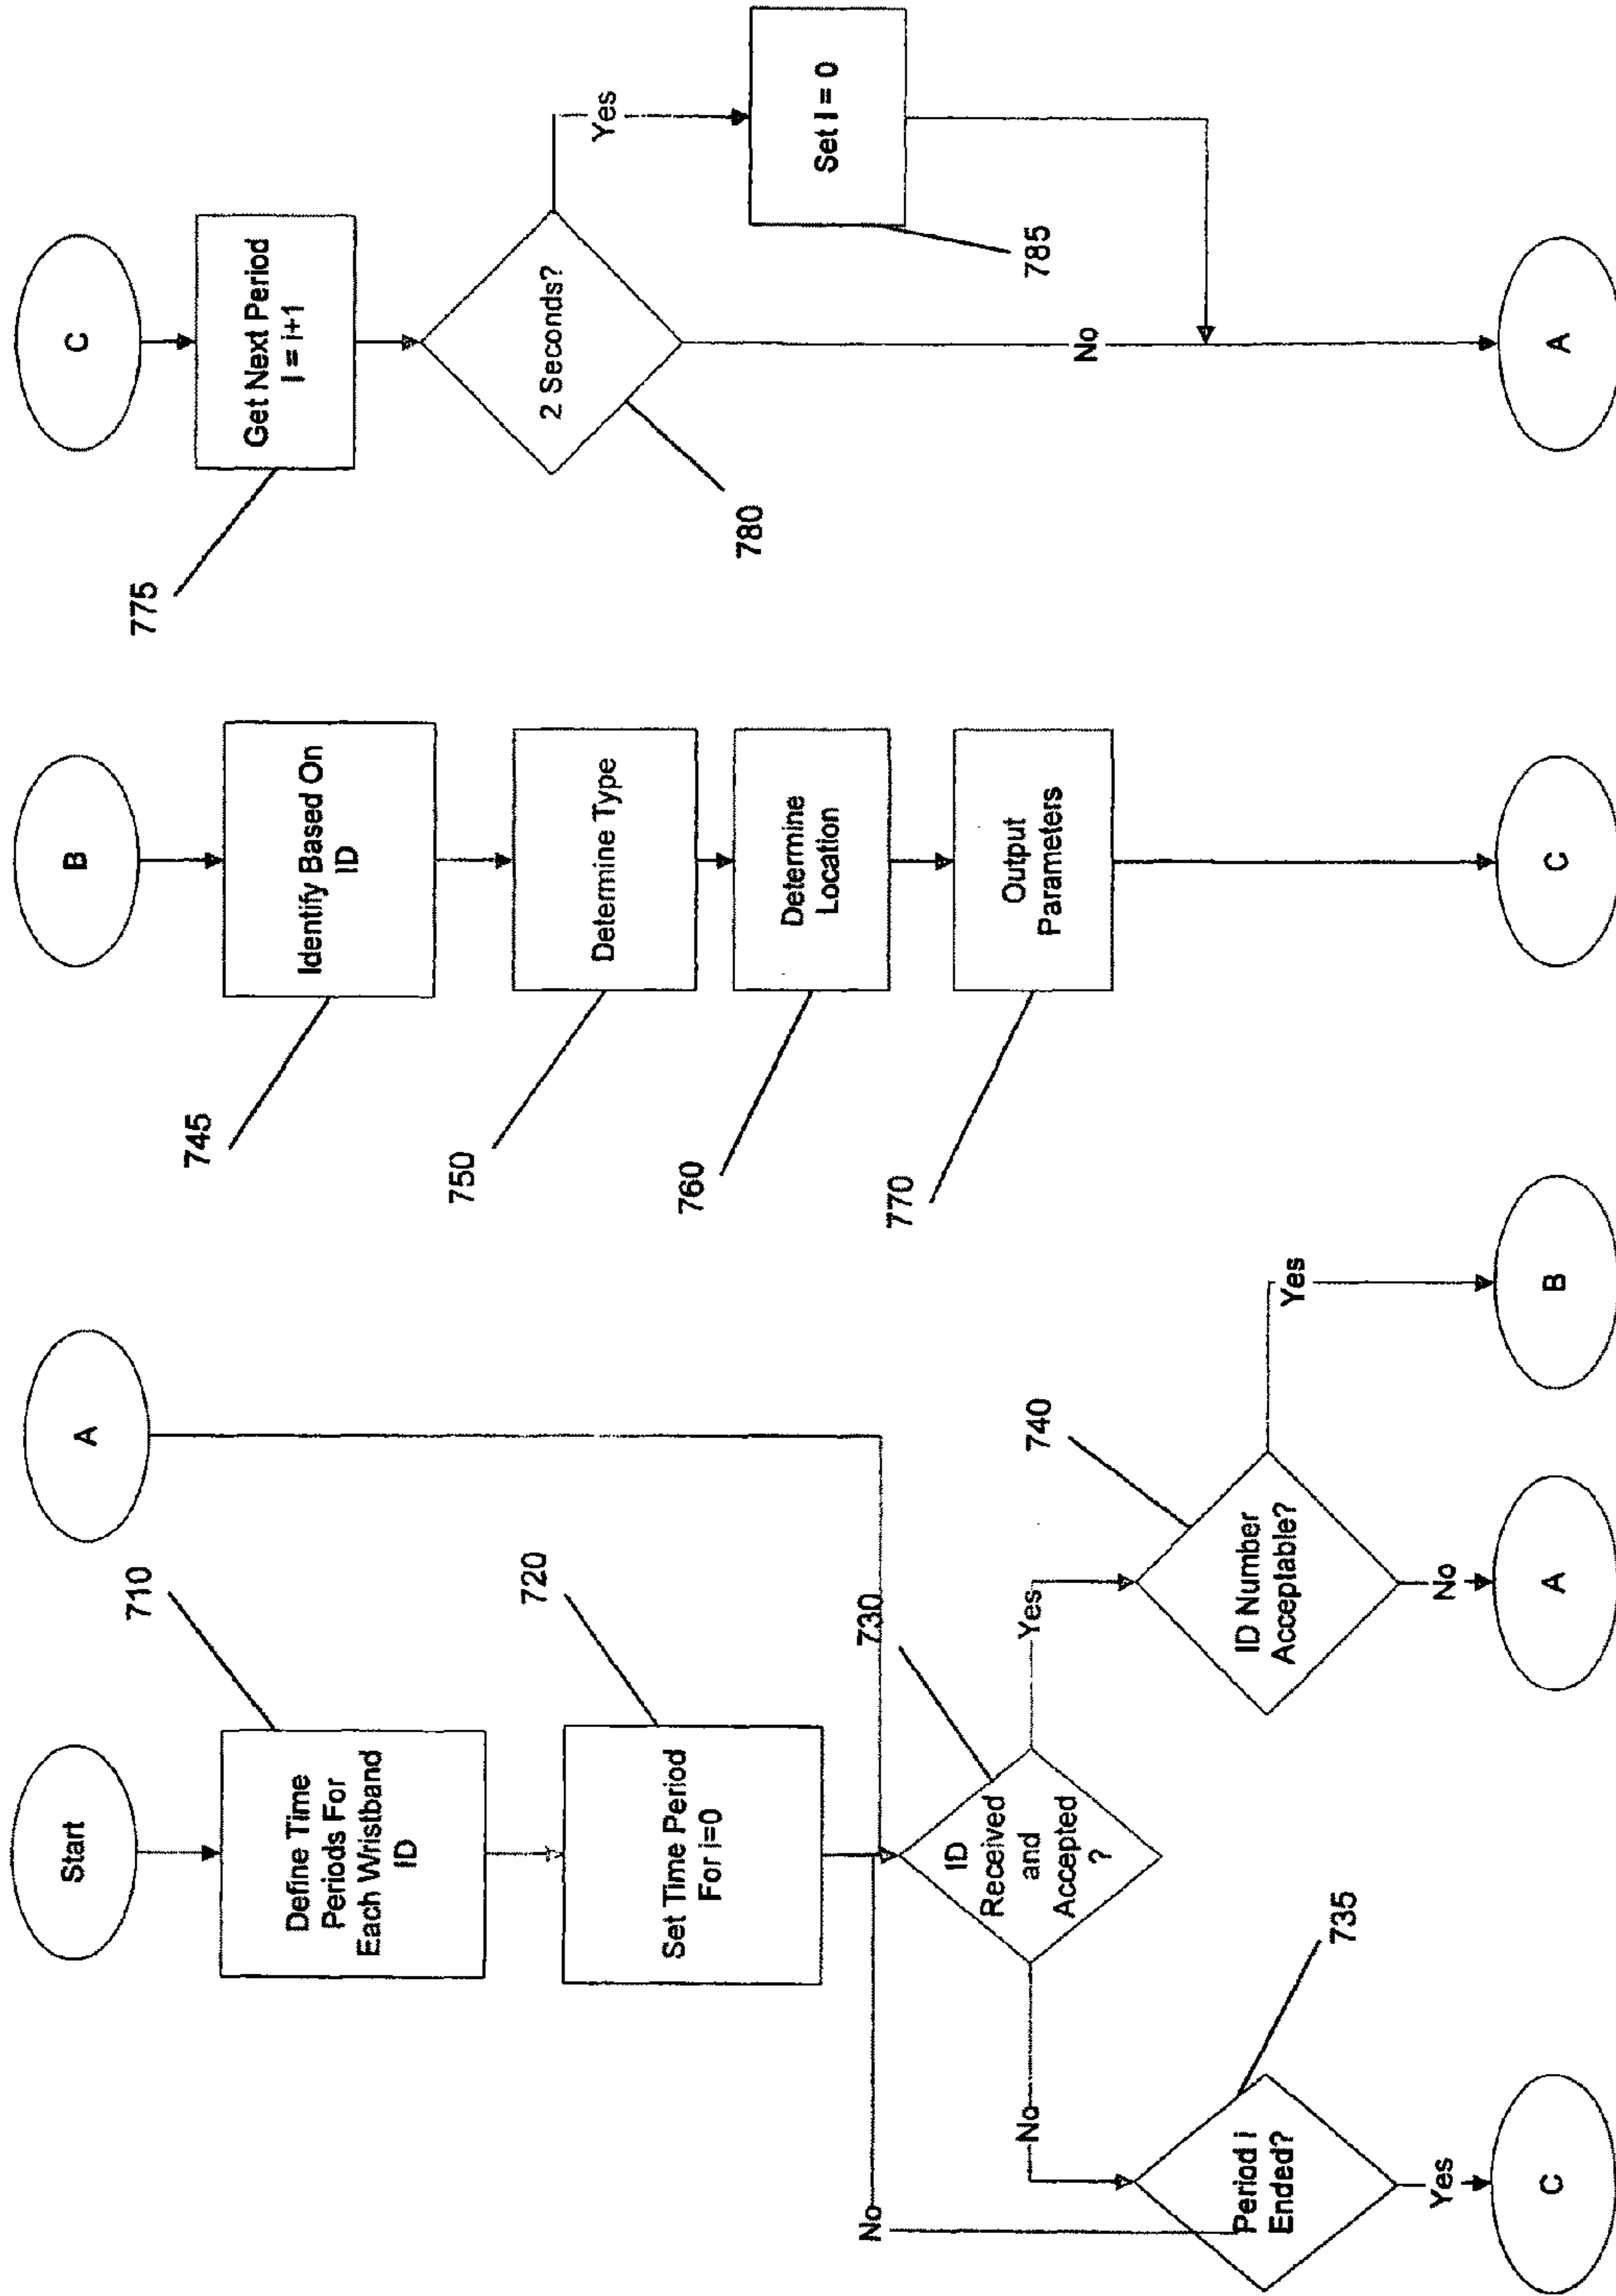 Start
710
Define Time
Periods For
Each Wristband
ID
720
Set Time Period
For i=0
A
730
ID
Received
and
Accepted
?
No
Yes
735
Period i
Ended?
No
Yes
C
740
ID Number
Acceptable?
No
A
Yes
B
B
745
Identify Based On
ID
750
Determine Type
760
Determine
Location
770
Output
Parameters
C
C
775
Get Next Period
I = i+1
780
2 Seconds?
Yes
785
Set I = 0
No
A